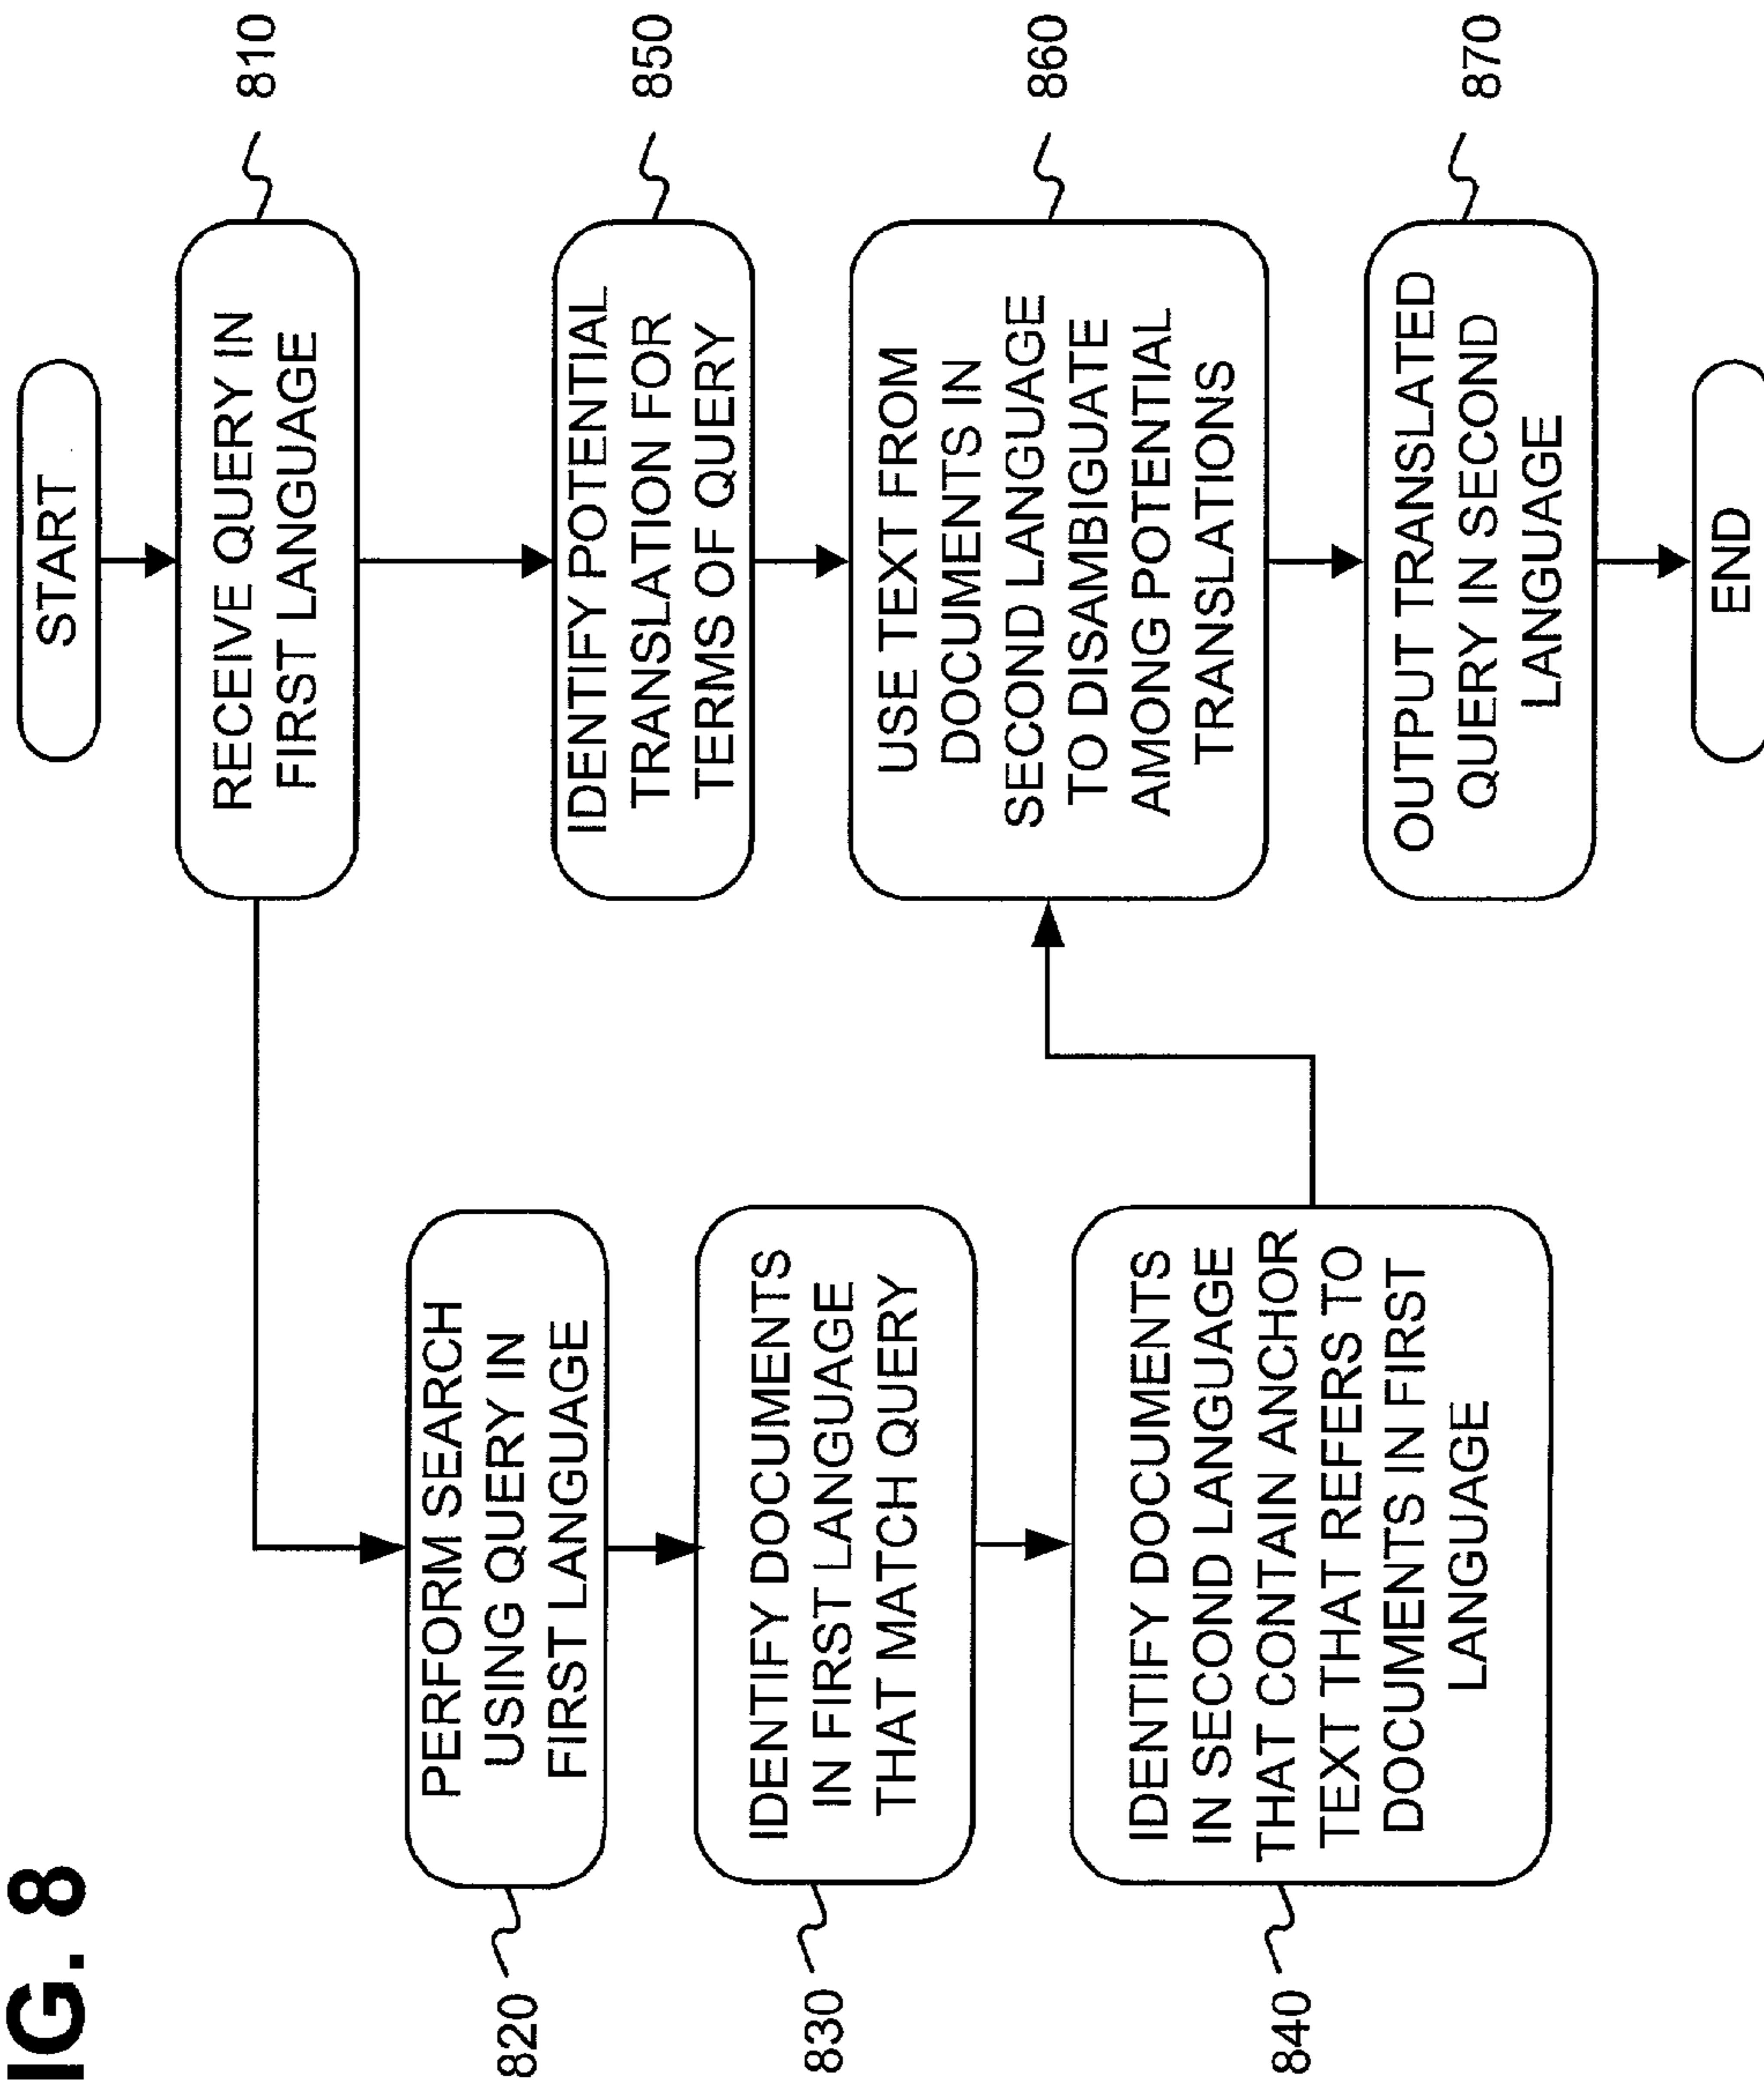 IG. 8
START
RECEIVE QUERY IN
FIRST LANGUAGE
810
PERFORM SEARCH
USING QUERY IN
FIRST LANGUAGE
820
IDENTIFY DOCUMENTS
IN FIRST LANGUAGE
THAT MATCH QUERY
830
IDENTIFY DOCUMENTS
IN SECOND LANGUAGE
THAT CONTAIN ANCHOR
TEXT THAT REFERS TO
DOCUMENTS IN FIRST
LANGUAGE
840
IDENTIFY POTENTIAL
TRANSLATION FOR
TERMS OF QUERY
850
USE TEXT FROM
DOCUMENTS IN
SECOND LANGUAGE
TO DISAMBIGUATE
AMONG POTENTIAL
TRANSLATIONS
860
OUTPUT TRANSLATED
QUERY IN SECOND
LANGUAGE
870
END